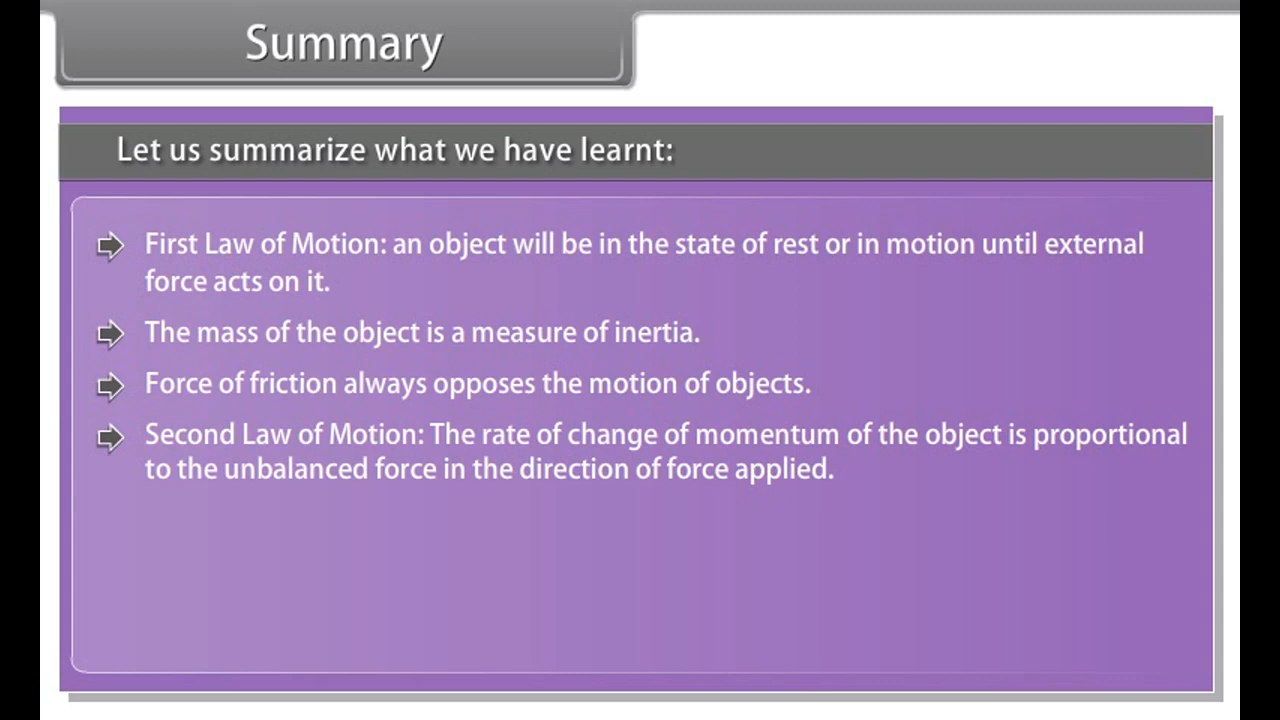 Summary
Let us summarize what we have learnt:
First Law of Motion: an object will be in the state of rest or in motion until external
force acts on it.
The mass of the object is a measure of inertia.
Force of friction always opposes the motion of objects.
Second Law of Motion: The rate of change of momentum of the object is proportional
to the unbalanced force in the direction of force applied.